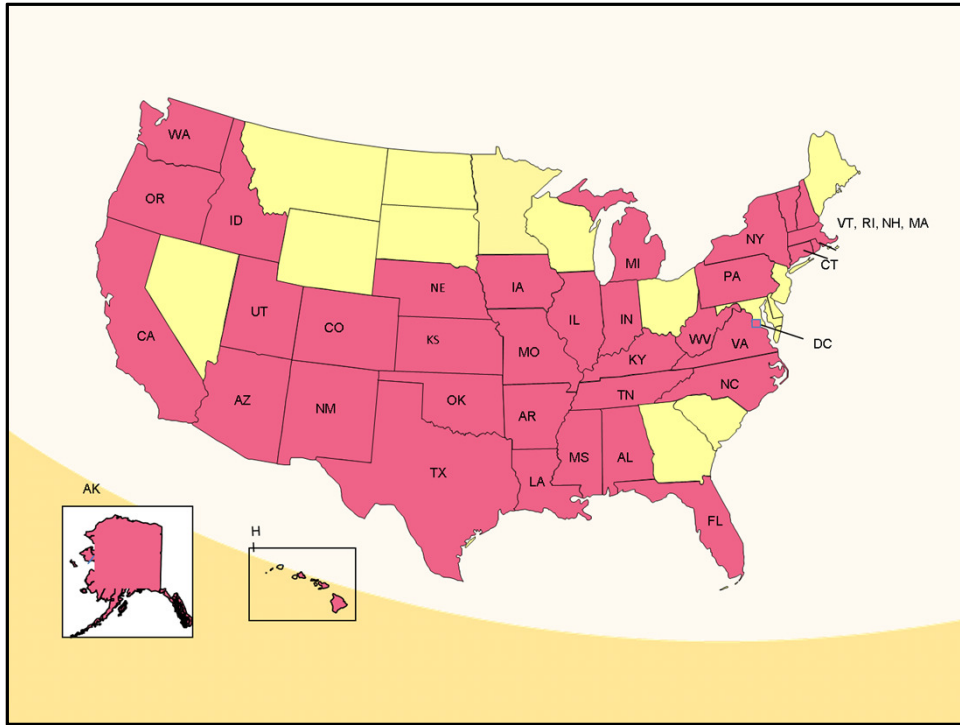 WA
OR
ID
VT, RI, NH, MA
NY
MI
CT
PA
NE
IA
UT
CO
IL
IN
CA
KS
MO
WV
VA
DC
KY
NC
AZ
NM
OK
AR
TN
TX
MS
AL
LA
FL
AK
H
I